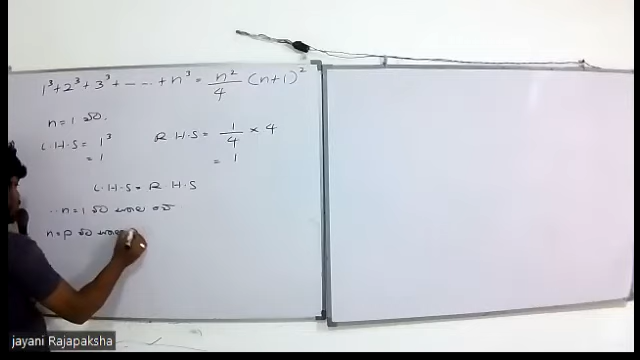 1³ + 2³ + 3³ + ----- + n³ = n²/4 (n+1)²
n = 1 විට.
L.H.S = 1³ R.H.S = 1/4 × 4
= 1 = 1
L.H.S = R.H.S
∴ n = 1 විට සත්‍ය වේ
n = p විට සත්‍ය
jayani Rajapaksha